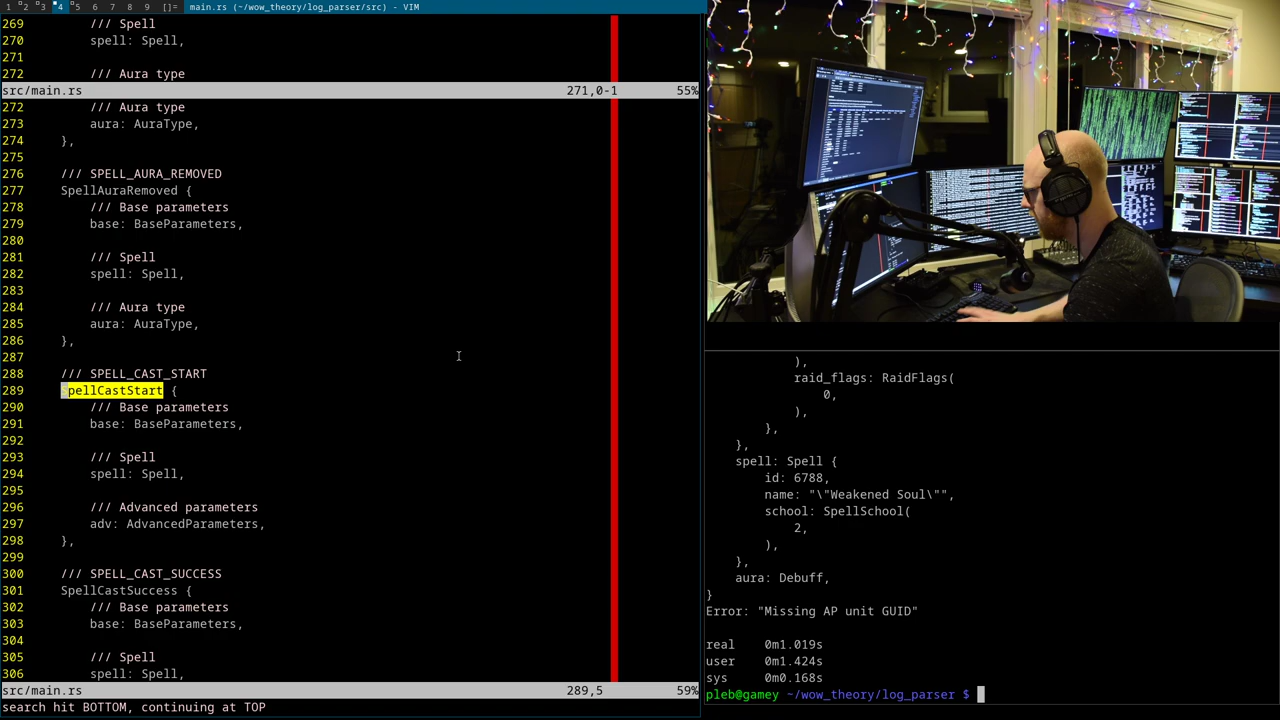 1 2 3 4 5 6 7 8 9 []= main.rs (~/wow_theory/log_parser/src) - VIM
269 /// Spell
270 spell: Spell,
271
272 /// Aura type
src/main.rs 271,0-1 55%
272 /// Aura type
273 aura: AuraType,
274 },
275
276 /// SPELL_AURA_REMOVED
277 SpellAuraRemoved {
278 /// Base parameters
279 base: BaseParameters,
280
281 /// Spell
282 spell: Spell,
283
284 /// Aura type
285 aura: AuraType,
286 },
287
288 /// SPELL_CAST_START
289 SpellCastStart {
290 /// Base parameters
291 base: BaseParameters,
292
293 /// Spell
294 spell: Spell,
295
296 /// Advanced parameters
297 adv: AdvancedParameters,
298 },
299
300 /// SPELL_CAST_SUCCESS
301 SpellCastSuccess {
302 /// Base parameters
303 base: BaseParameters,
304
305 /// Spell
306 spell: Spell,
src/main.rs 289,5 59%
search hit BOTTOM, continuing at TOP
),
raid_flags: RaidFlags(
0,
),
},
},
spell: Spell {
id: 6788,
name: "\"Weakened Soul\"",
school: SpellSchool(
2,
),
},
aura: Debuff,
}
Error: "Missing AP unit GUID"
real 0m1.019s
user 0m1.424s
sys 0m0.168s
pleb@gamey ~/wow_theory/log_parser $